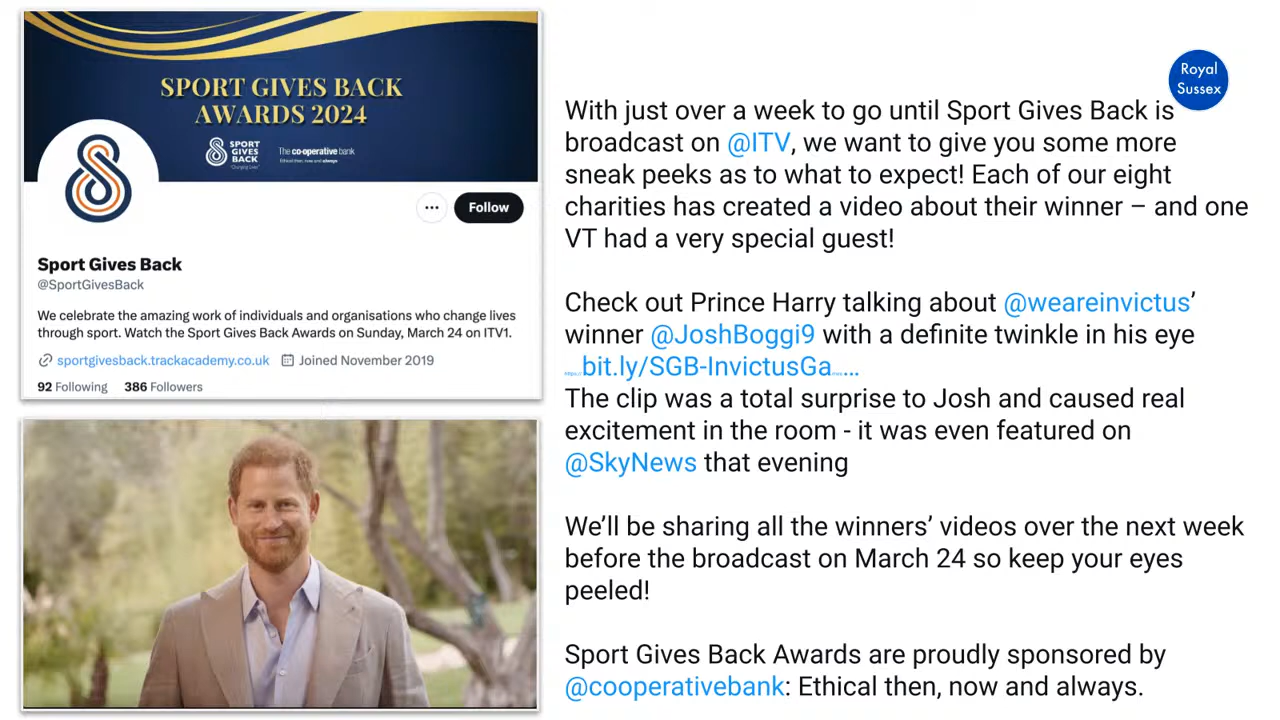 SPORT GIVES BACK
AWARDS 2024
SPORT
GIVES
BACK
The co-operative bank
Ethical then, now and always
Follow
Sport Gives Back
@SportGivesBack
We celebrate the amazing work of individuals and organisations who change lives
through sport. Watch the Sport Gives Back Awards on Sunday, March 24 on ITV1.
sportgivesback.trackacademy.co.uk Joined November 2019
92 Following 386 Followers
Royal
Sussex
With just over a week to go until Sport Gives Back is
broadcast on @ITV, we want to give you some more
sneak peeks as to what to expect! Each of our eight
charities has created a video about their winner – and one
VT had a very special guest!
Check out Prince Harry talking about @weareinvictus’
winner @JoshBoggi9 with a definite twinkle in his eye
bit.ly/SGB-InvictusGa…
The clip was a total surprise to Josh and caused real
excitement in the room - it was even featured on
@SkyNews that evening
We’ll be sharing all the winners’ videos over the next week
before the broadcast on March 24 so keep your eyes
peeled!
Sport Gives Back Awards are proudly sponsored by
@cooperativebank: Ethical then, now and always.